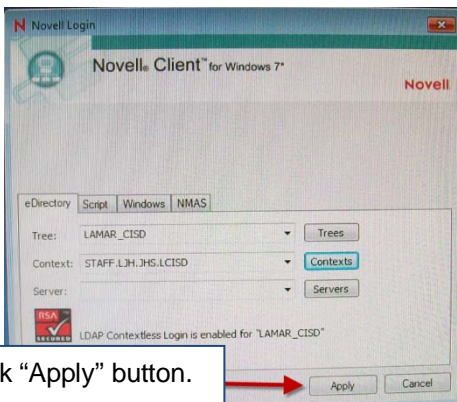 Novell Login
Novell® Client™ for Windows 7*
Novell
eDirectory Script Windows NMAS
Tree: LAMAR_CISD Trees
Context: STAFF.LJH.JHS.LCISD Contexts
Server: Servers
RSA
SECURED
LDAP Contextless Login is enabled for "LAMAR_CISD"
k “Apply” button.
Apply Cancel